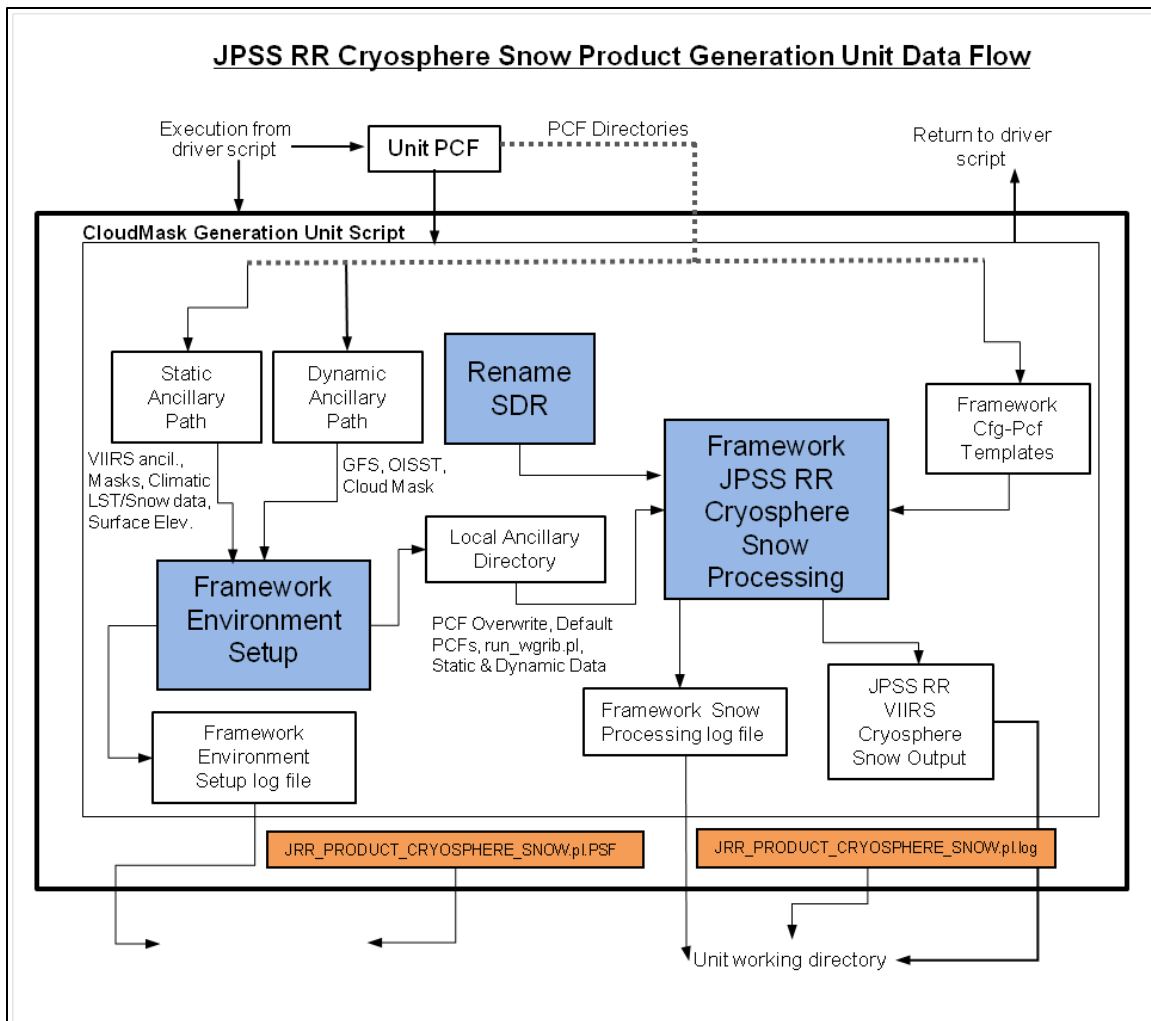 JPSS RR Cryosphere Snow Product Generation Unit Data Flow
Execution from
driver script
Unit PCF
PCF Directories
Return to driver
script
CloudMask Generation Unit Script
Static
Ancillary
Path
Dynamic
Ancillary
Path
Rename
SDR
Framework
JPSS RR
Cryosphere
Snow
Processing
Framework
Cfg-Pcf
Templates
VIIRS ancil.,
Masks, Climatic
LST/Snow data,
Surface Elev.
GFS, OISST,
Cloud Mask
Local Ancillary
Directory
Framework
Environment
Setup
PCF Overwrite, Default
PCFs, run_wgrib.pl,
Static & Dynamic Data
Framework
Environment
Setup log file
Framework Snow
Processing log file
JPSS RR
VIIRS
Cryosphere
Snow Output
JRR_PRODUCT_CRYOSPHERE_SNOW.pl.PSF
JRR_PRODUCT_CRYOSPHERE_SNOW.pl.log
Unit working directory